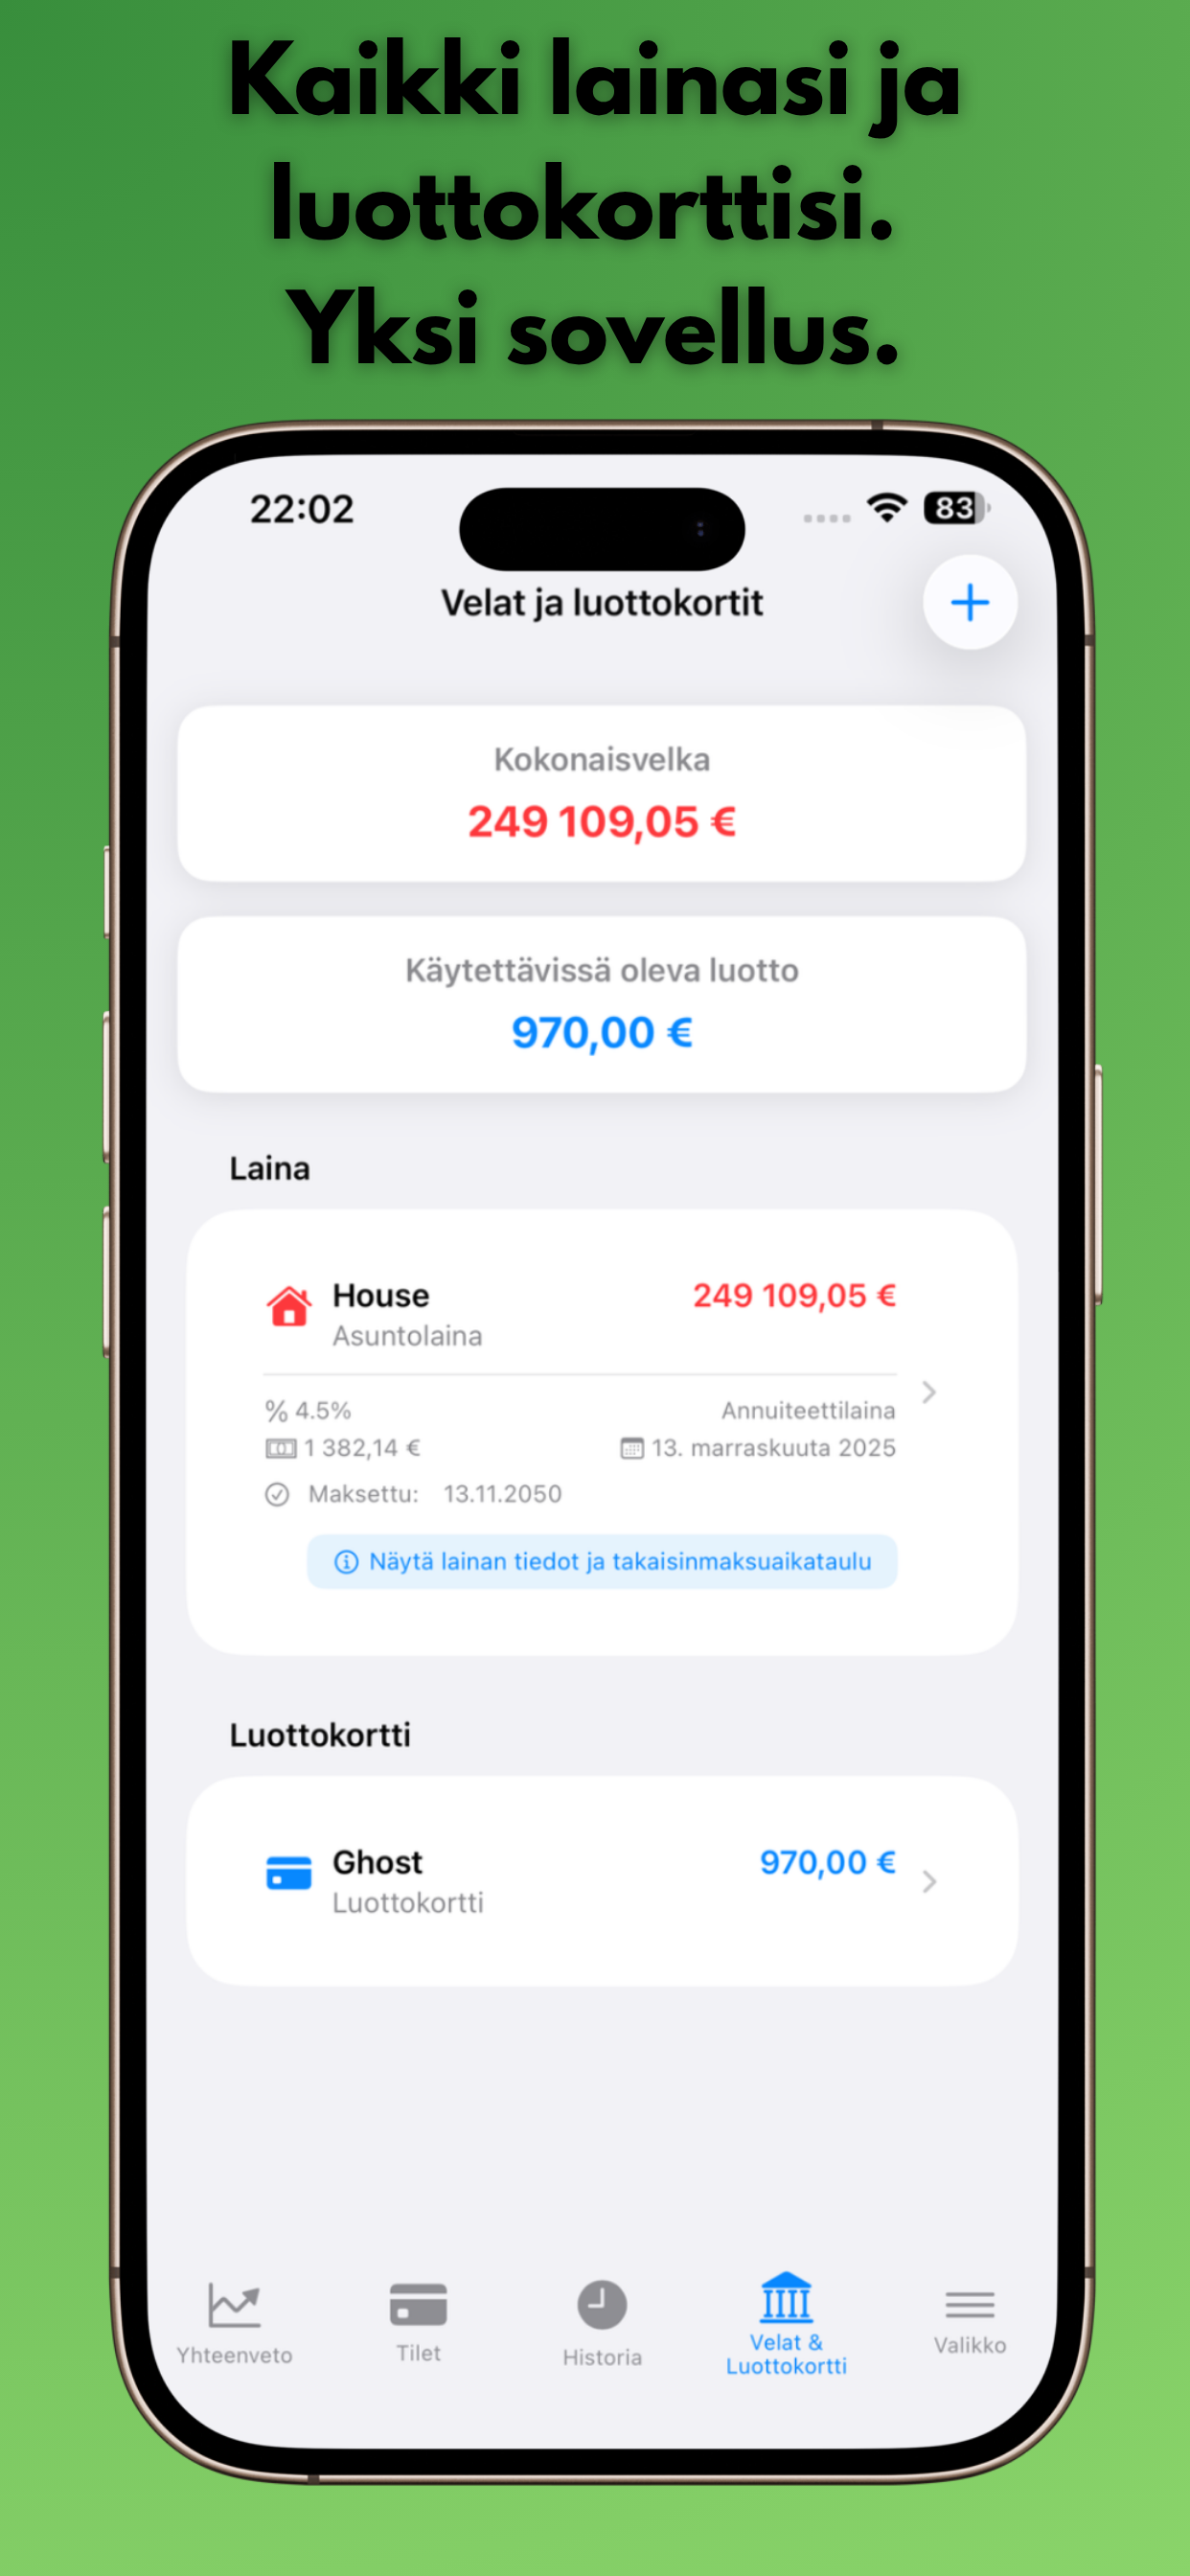 Kaikki lainasi ja
luottokorttisi.
Yksi sovellus.
22:02
83
Velat ja luottokortit
Kokonaisvelka
249 109,05 €
Käytettävissä oleva luotto
970,00 €
Laina
House
249 109,05 €
Asuntolaina
% 4.5%
Annuiteettilaina
1 382,14 €
13. marraskuuta 2025
Maksettu: 13.11.2050
Näytä lainan tiedot ja takaisinmaksuaikataulu
Luottokortti
Ghost
970,00 €
Luottokortti
Yhteenveto
Tilet
Historia
Velat &
Luottokortti
Valikko